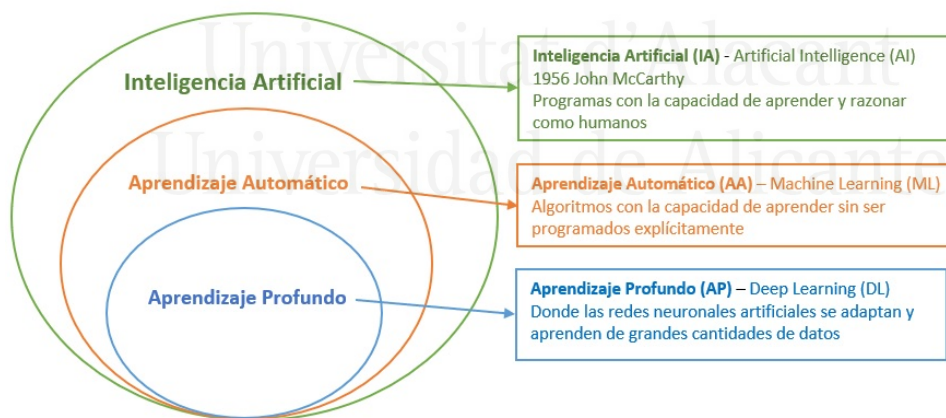 Universitat d'Alacant
Universidad de Alicante
Inteligencia Artificial
Aprendizaje Automático
Aprendizaje Profundo
Inteligencia Artificial (IA) - Artificial Intelligence (AI)
1956 John McCarthy
Programas con la capacidad de aprender y razonar
como humanos
Aprendizaje Automático (AA) – Machine Learning (ML)
Algoritmos con la capacidad de aprender sin ser
programados explícitamente
Aprendizaje Profundo (AP) – Deep Learning (DL)
Donde las redes neuronales artificiales se adaptan y
aprenden de grandes cantidades de datos